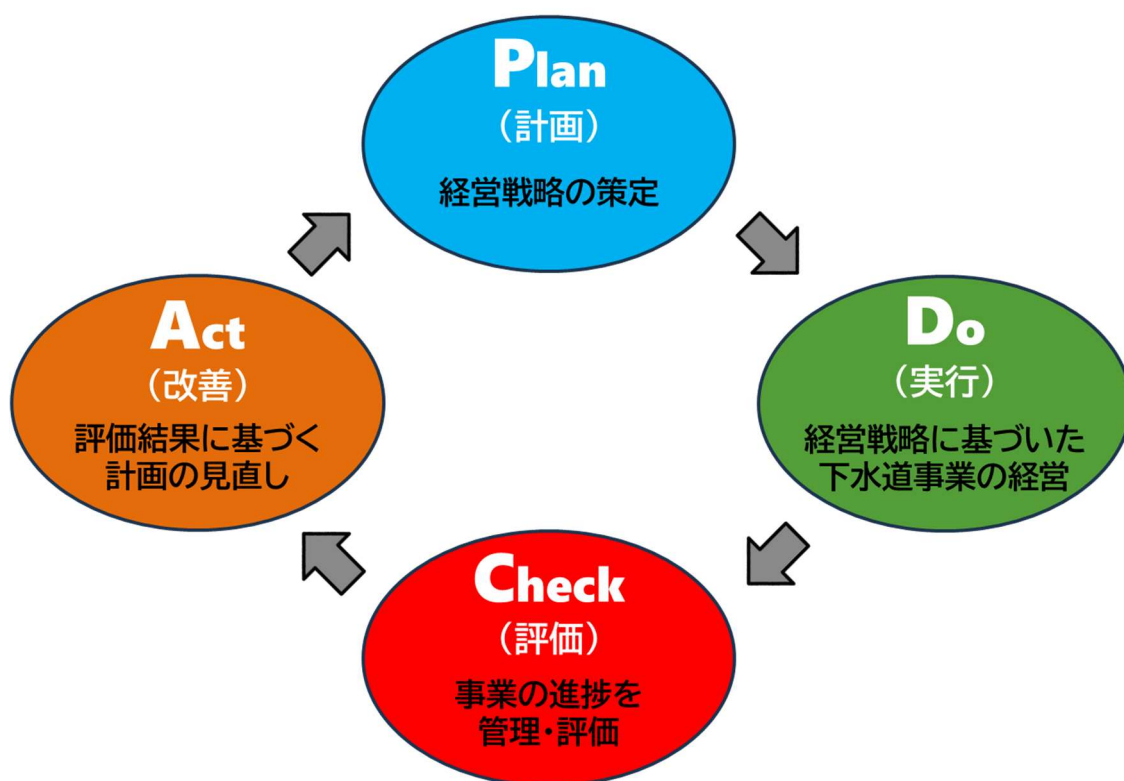 Plan
（計画）
経営戦略の策定
Do
（実行）
経営戦略に基づいた
下水道事業の経営
Check
（評価）
事業の進捗を
管理・評価
Act
（改善）
評価結果に基づく
計画の見直し